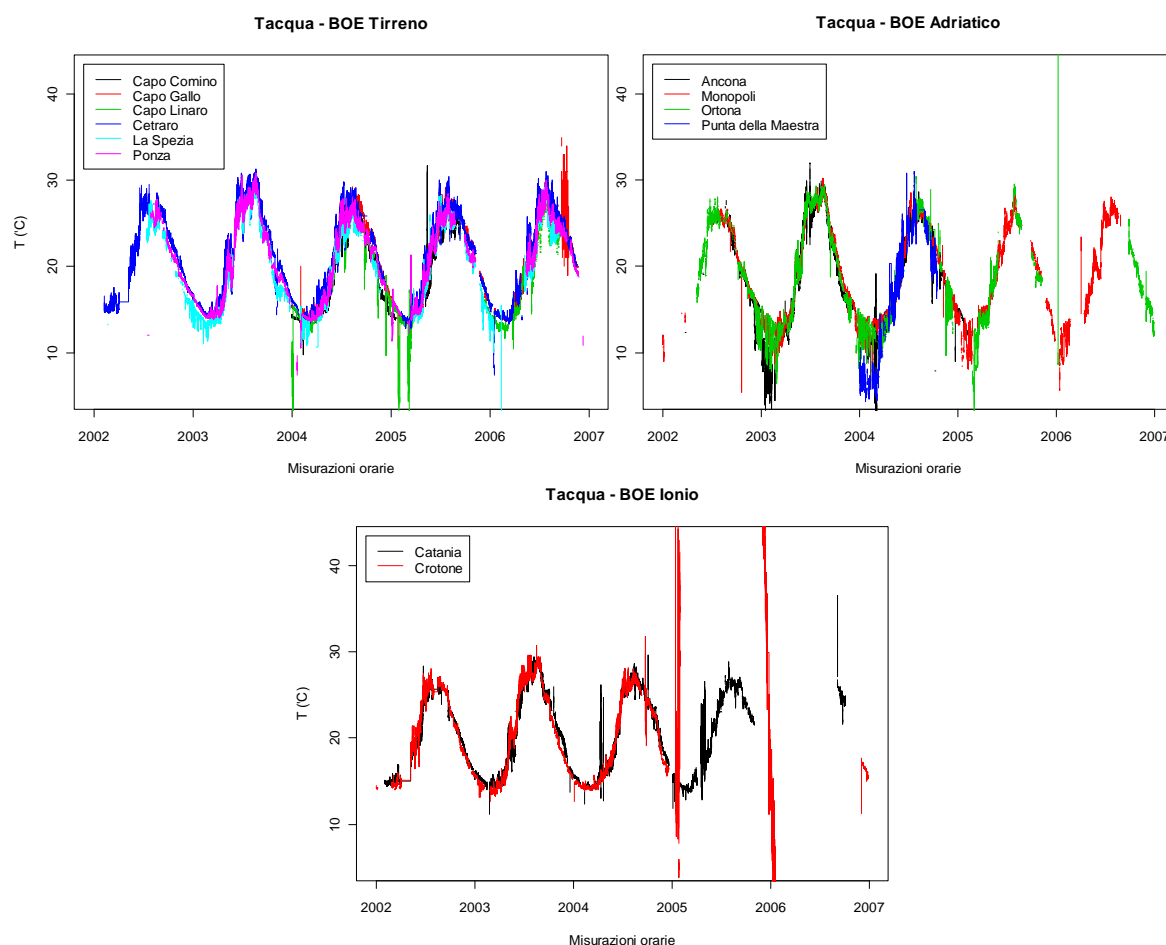 Tacqua - BOE Tirreno
Capo Comino
Capo Gallo
Capo Linaro
Cetraro
La Spezia
Ponza
T (°C)
40
30
20
10
2002 2003 2004 2005 2006 2007
Misurazioni orarie
Tacqua - BOE Adriatico
Ancona
Monopoli
Ortona
Punta della Maestra
T (°C)
40
30
20
10
2002 2003 2004 2005 2006 2007
Misurazioni orarie
Tacqua - BOE Ionio
Catania
Crotone
T (°C)
40
30
20
10
2002 2003 2004 2005 2006 2007
Misurazioni orarie